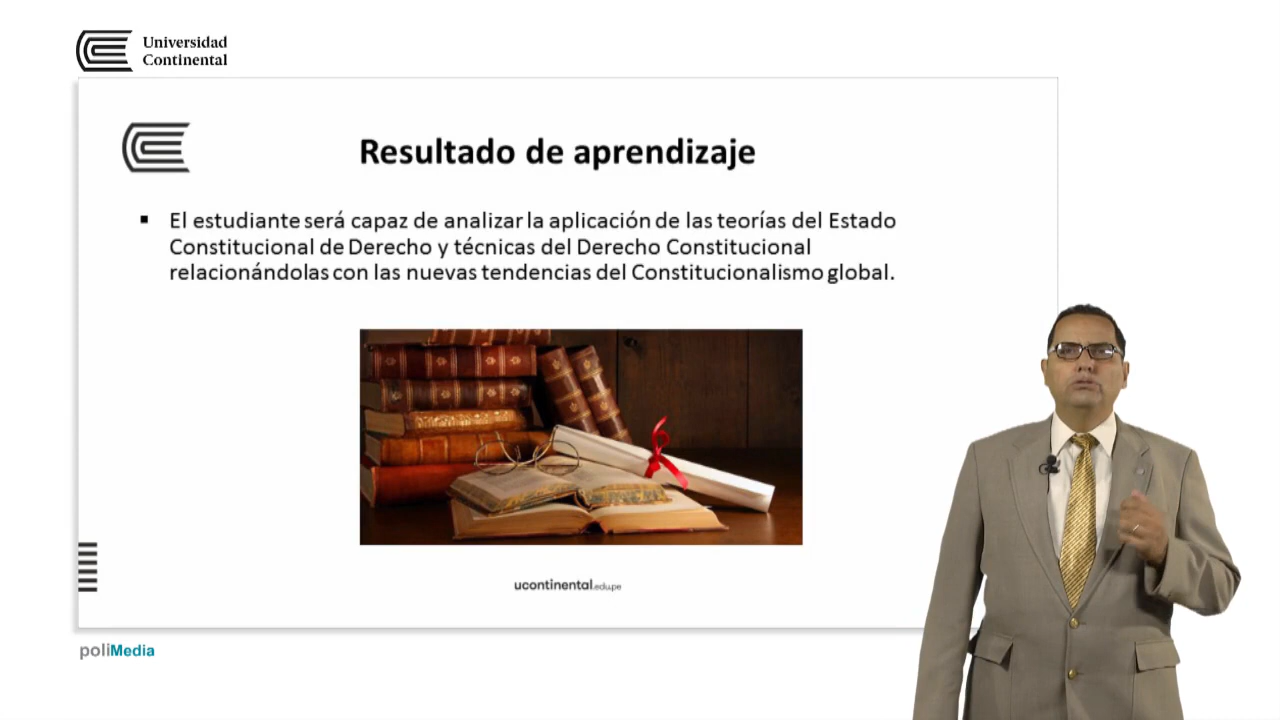 Universidad
Continental
Resultado de aprendizaje
▪ El estudiante será capaz de analizar la aplicación de las teorías del Estado
Constitucional de Derecho y técnicas del Derecho Constitucional
relacionándolas con las nuevas tendencias del Constitucionalismo global.
ucontinental.edu.pe
poliMedia